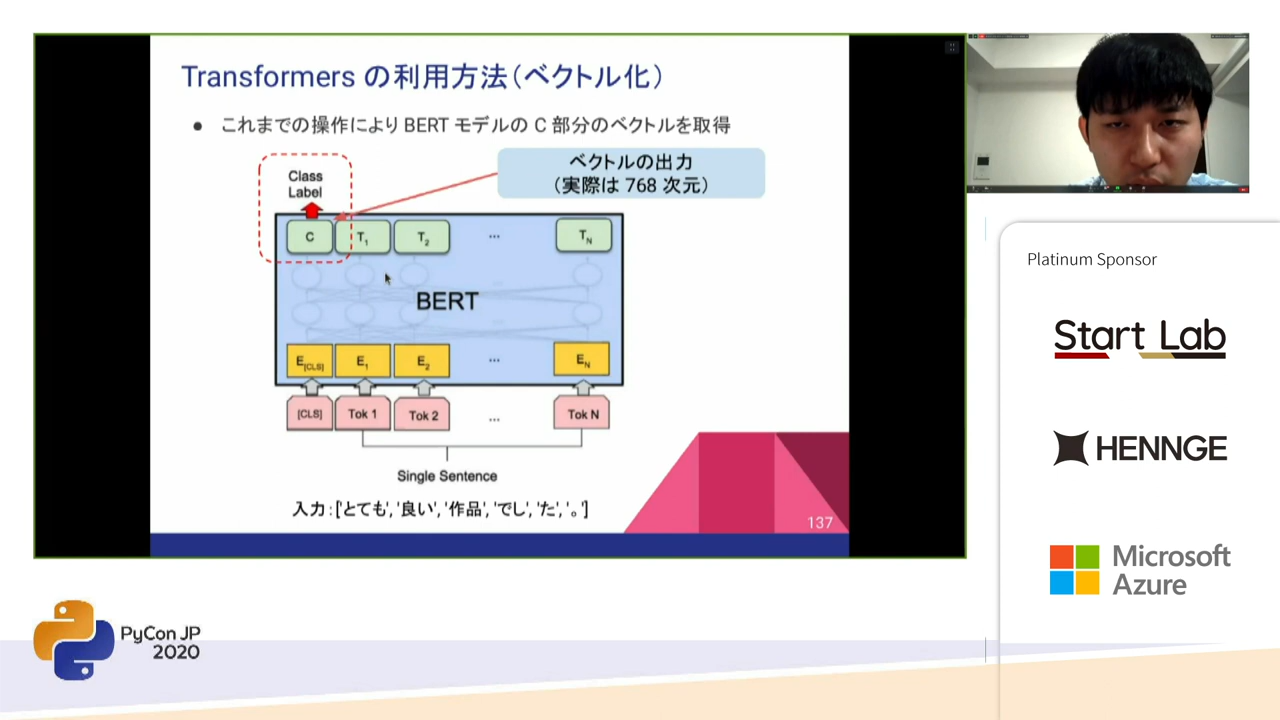 Transformers の利用方法（ベクトル化）
● これまでの操作により BERT モデルの C 部分のベクトルを取得
ベクトルの出力
（実際は 768 次元）
Class
Label
C T1 T2 ... TN
BERT
E[CLS] E1 E2 ... EN
[CLS] Tok 1 Tok 2 ... Tok N
Single Sentence
入力：['とても', '良い', '作品', 'でし', 'た', '。']
137
Platinum Sponsor
Start Lab
HENNGE
Microsoft
Azure
PyCon JP
2020